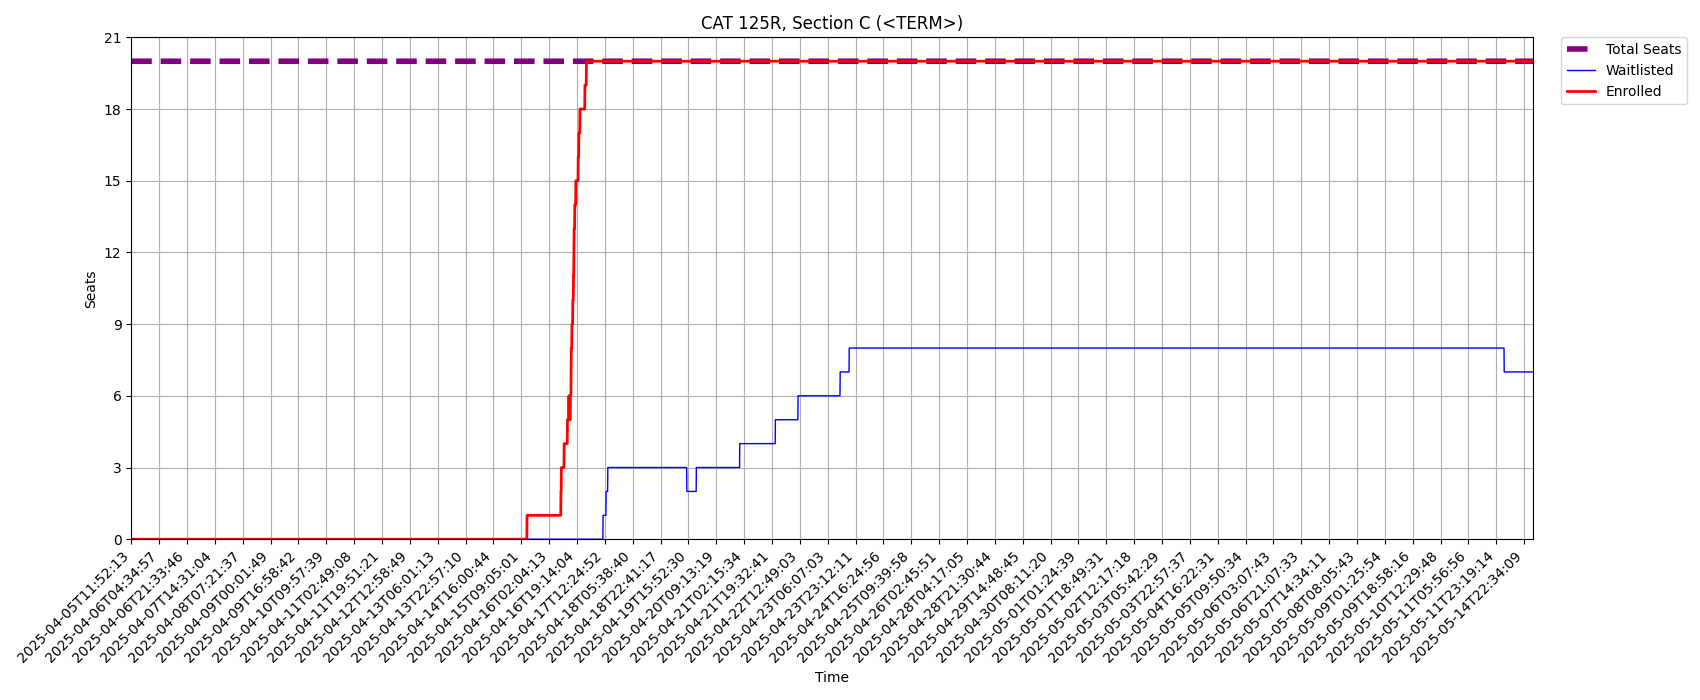 CAT 125R, Section C (<TERM>)
Total Seats
Waitlisted
Enrolled
21
18
15
12
9
6
3
0
Seats
2025-04-05T11:52:13
2025-04-06T04:34:57
2025-04-06T21:33:46
2025-04-07T14:31:04
2025-04-08T07:21:37
2025-04-09T00:01:49
2025-04-09T16:58:42
2025-04-10T09:57:39
2025-04-11T02:49:08
2025-04-11T19:51:21
2025-04-12T12:58:49
2025-04-13T06:01:13
2025-04-13T22:57:10
2025-04-14T16:00:44
2025-04-15T09:05:01
2025-04-16T02:04:13
2025-04-16T19:14:04
2025-04-17T12:24:52
2025-04-18T05:38:40
2025-04-18T22:41:17
2025-04-19T15:52:30
2025-04-20T09:13:19
2025-04-21T02:15:34
2025-04-21T19:32:41
2025-04-22T12:49:03
2025-04-23T06:07:03
2025-04-23T23:12:11
2025-04-24T16:24:56
2025-04-25T09:39:58
2025-04-26T02:45:51
2025-04-28T04:17:05
2025-04-28T21:30:44
2025-04-29T14:48:45
2025-04-30T08:11:20
2025-05-01T01:24:39
2025-05-01T18:49:31
2025-05-02T12:17:18
2025-05-03T05:42:29
2025-05-03T22:57:37
2025-05-04T16:22:31
2025-05-05T09:50:34
2025-05-06T03:07:43
2025-05-06T21:07:33
2025-05-07T14:34:11
2025-05-08T08:05:43
2025-05-09T01:25:54
2025-05-09T18:58:16
2025-05-10T12:29:48
2025-05-11T05:56:56
2025-05-11T23:19:14
2025-05-14T22:34:09
Time